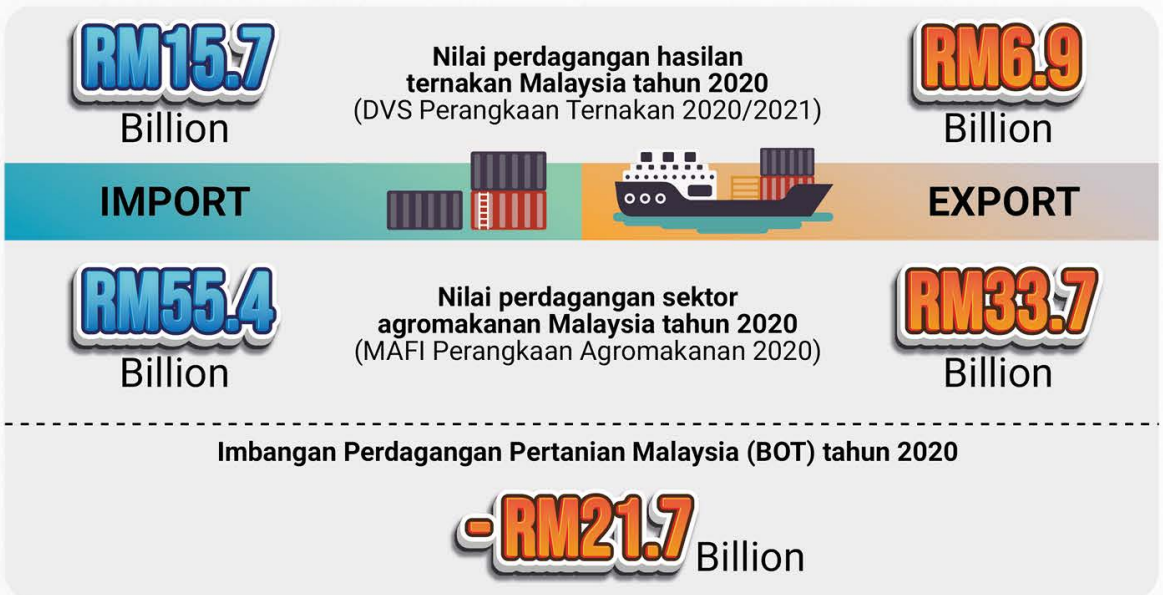 RM15.7
Billion
Nilai perdagangan hasilan
ternakan Malaysia tahun 2020
(DVS Perangkaan Ternakan 2020/2021)
RM6.9
Billion
IMPORT
EXPORT
RM55.4
Billion
Nilai perdagangan sektor
agromakanan Malaysia tahun 2020
(MAFI Perangkaan Agromakanan 2020)
RM33.7
Billion
Imbangan Perdagangan Pertanian Malaysia (BOT) tahun 2020
- RM21.7 Billion